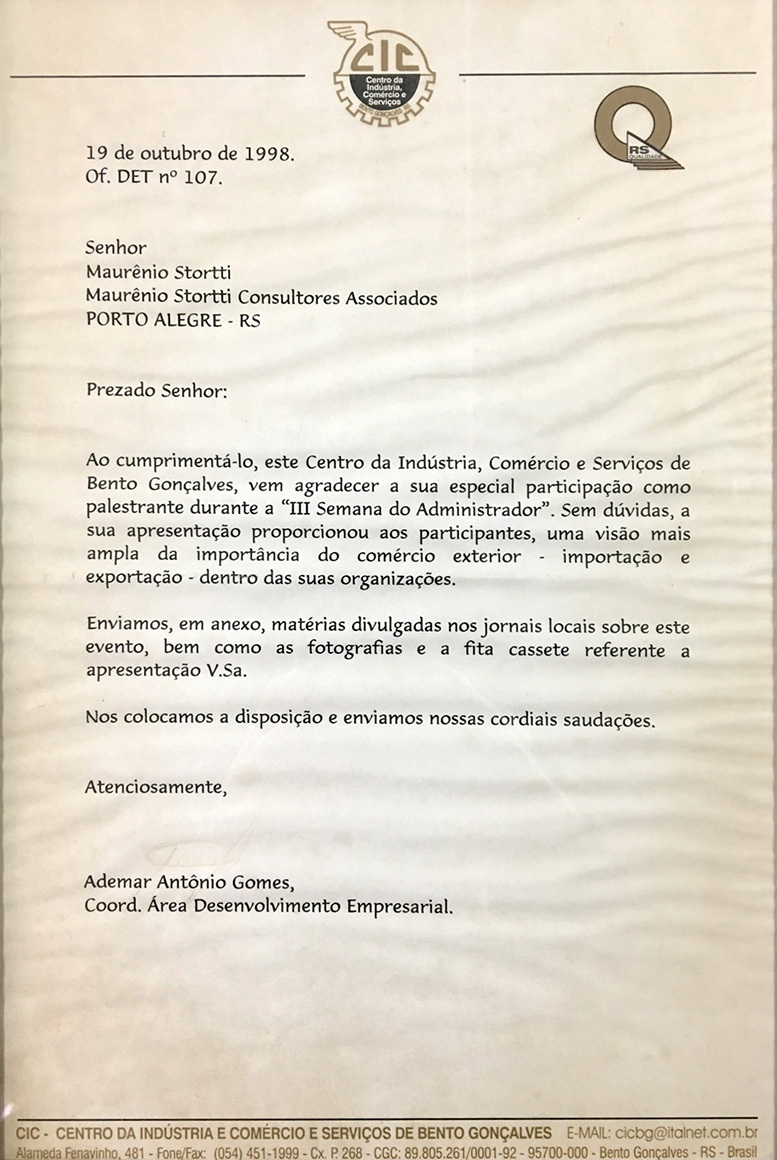 CIC
Centro da
Indústria,
Comércio e
Serviços
BENTO GONÇALVES RS
RS
QUALIDADE
19 de outubro de 1998.
Of. DET nº 107.
Senhor
Maurênio Stortti
Maurênio Stortti Consultores Associados
PORTO ALEGRE - RS
Prezado Senhor:
Ao cumprimentá-lo, este Centro da Indústria, Comércio e Serviços de
Bento Gonçalves, vem agradecer a sua especial participação como
palestrante durante a “III Semana do Administrador”. Sem dúvidas, a
sua apresentação proporcionou aos participantes, uma visão mais
ampla da importância do comércio exterior - importação e
exportação - dentro das suas organizações.
Enviamos, em anexo, matérias divulgadas nos jornais locais sobre este
evento, bem como as fotografias e a fita cassete referente a
apresentação V.Sa.
Nos colocamos a disposição e enviamos nossas cordiais saudações.
Atenciosamente,
Ademar Antônio Gomes,
Coord. Área Desenvolvimento Empresarial.
CIC - CENTRO DA INDÚSTRIA E COMÉRCIO E SERVIÇOS DE BENTO GONÇALVES E-MAIL: cicbg@italnet.com.br
Alameda Fenavinho, 481 - Fone/Fax: (054) 451-1999 - Cx. P. 268 - CGC: 89.805.261/0001-92 - 95700-000 - Bento Gonçalves - RS - Brasil